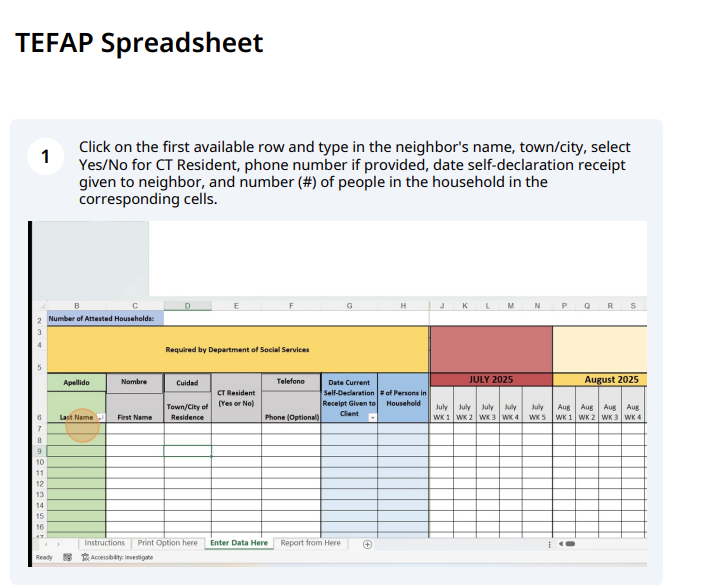 TEFAP Spreadsheet
1
Click on the first available row and type in the neighbor's name, town/city, select
Yes/No for CT Resident, phone number if provided, date self-declaration receipt
given to neighbor, and number (#) of people in the household in the
corresponding cells.
B C D E F G H J K L M N P Q R S
2 Number of Attested Households:
3
4 Required by Department of Social Services
5
JULY 2025 August 2025
Apellido Nombre Cuidad Telefono Date Current
Self-Declaration # of Persons in
CT Resident Receipt Given to Household
(Yes or No) Client
Town/City of July July July July July Aug Aug Aug Aug
6 Last Name First Name Residence Phone (Optional) WK 1 WK 2 WK 3 WK 4 WK 5 WK 1 WK 2 WK 3 WK 4
7
8
9
10
11
12
13
14
15
16
17
Instructions Print Option here Enter Data Here Report from Here
Ready Accessibility: Investigate